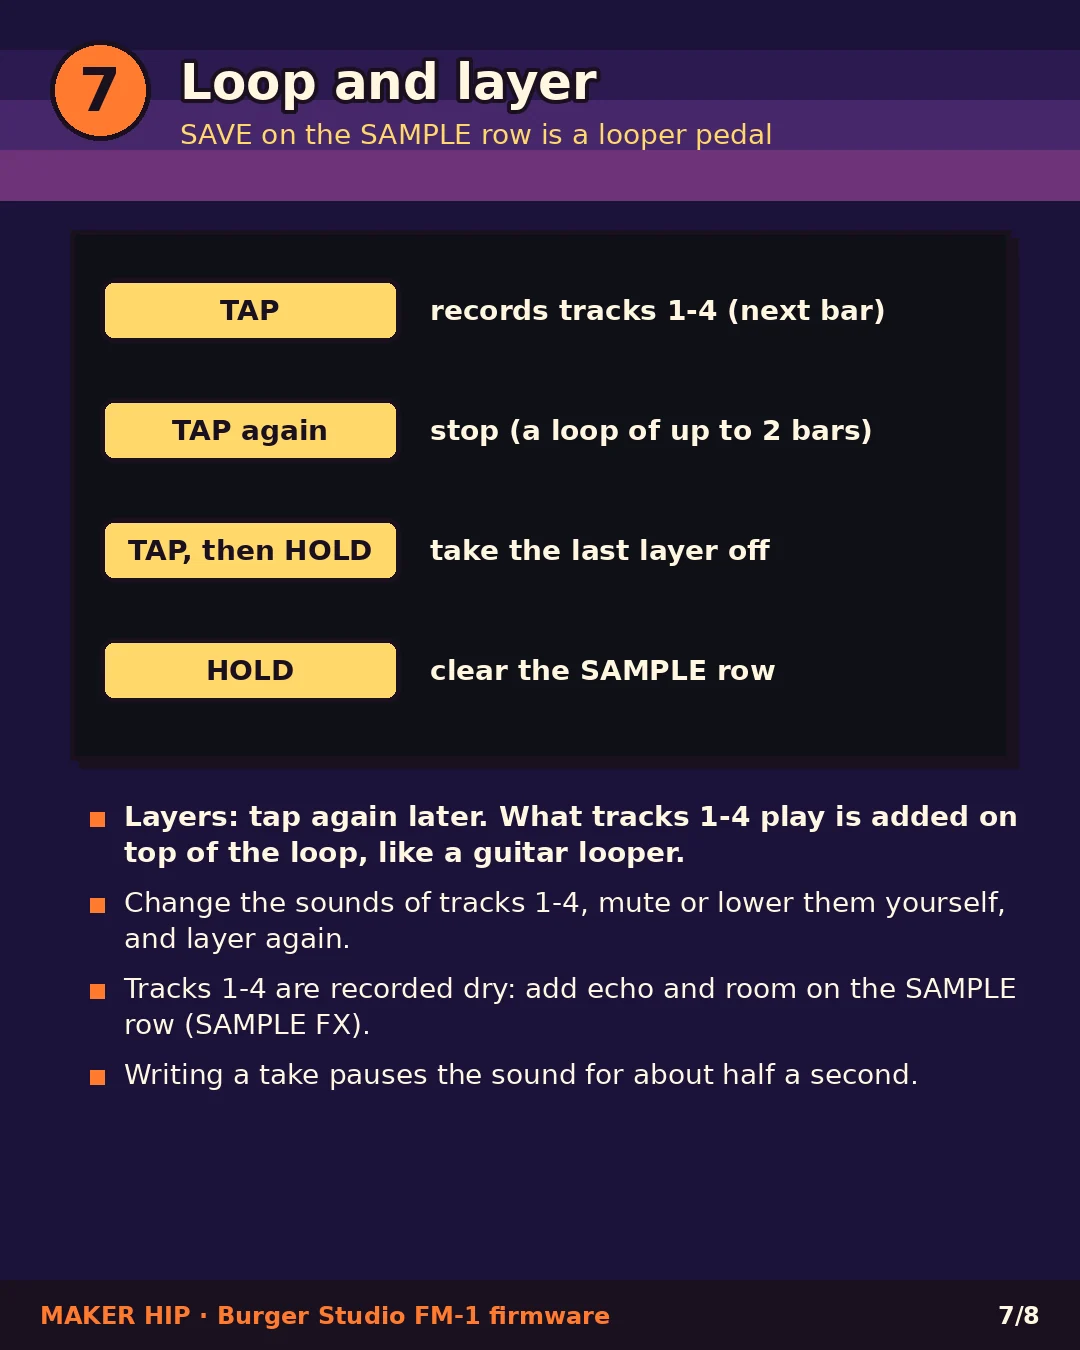 7
Loop and layer
SAVE on the SAMPLE row is a looper pedal
TAP
records tracks 1-4 (next bar)
TAP again
stop (a loop of up to 2 bars)
TAP, then HOLD
take the last layer off
HOLD
clear the SAMPLE row
Layers: tap again later. What tracks 1-4 play is added on
top of the loop, like a guitar looper.
Change the sounds of tracks 1-4, mute or lower them yourself,
and layer again.
Tracks 1-4 are recorded dry: add echo and room on the SAMPLE
row (SAMPLE FX).
Writing a take pauses the sound for about half a second.
MAKER HIP · Burger Studio FM-1 firmware
7/8